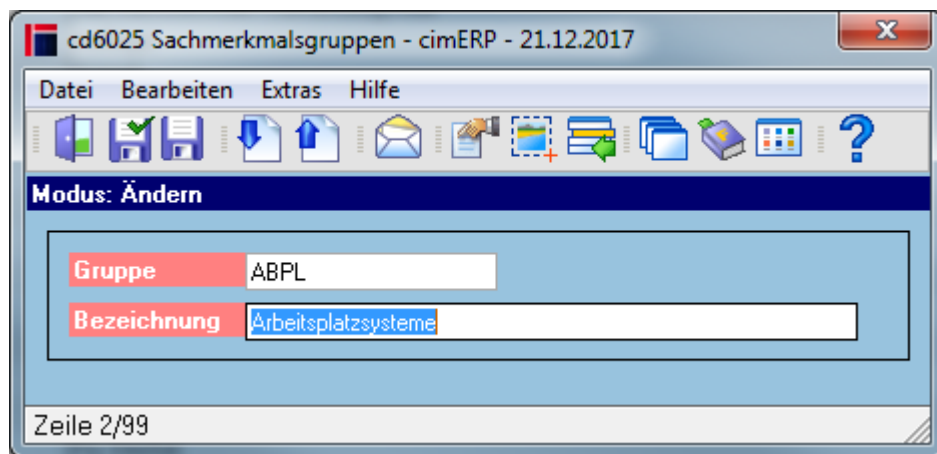 cd6025 Sachmerkmalsgruppen - cimERP - 21.12.2017
Datei Bearbeiten Extras Hilfe
Modus: Ändern
Gruppe ABPL
Bezeichnung Arbeitsplatzsysteme
Zeile 2/99